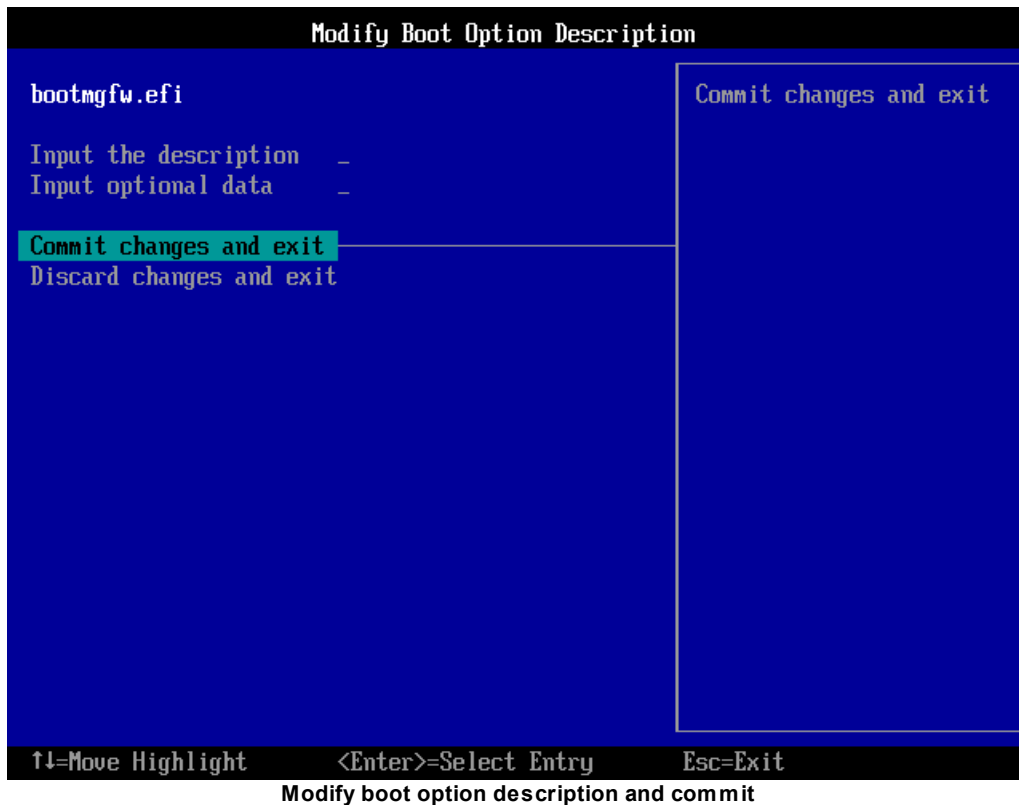 Modify Boot Option Description
bootmgfw.efi
Commit changes and exit
Input the description _
Input optional data _
Commit changes and exit
Discard changes and exit
↑↓=Move Highlight <Enter>=Select Entry Esc=Exit
Modify boot option description and commit